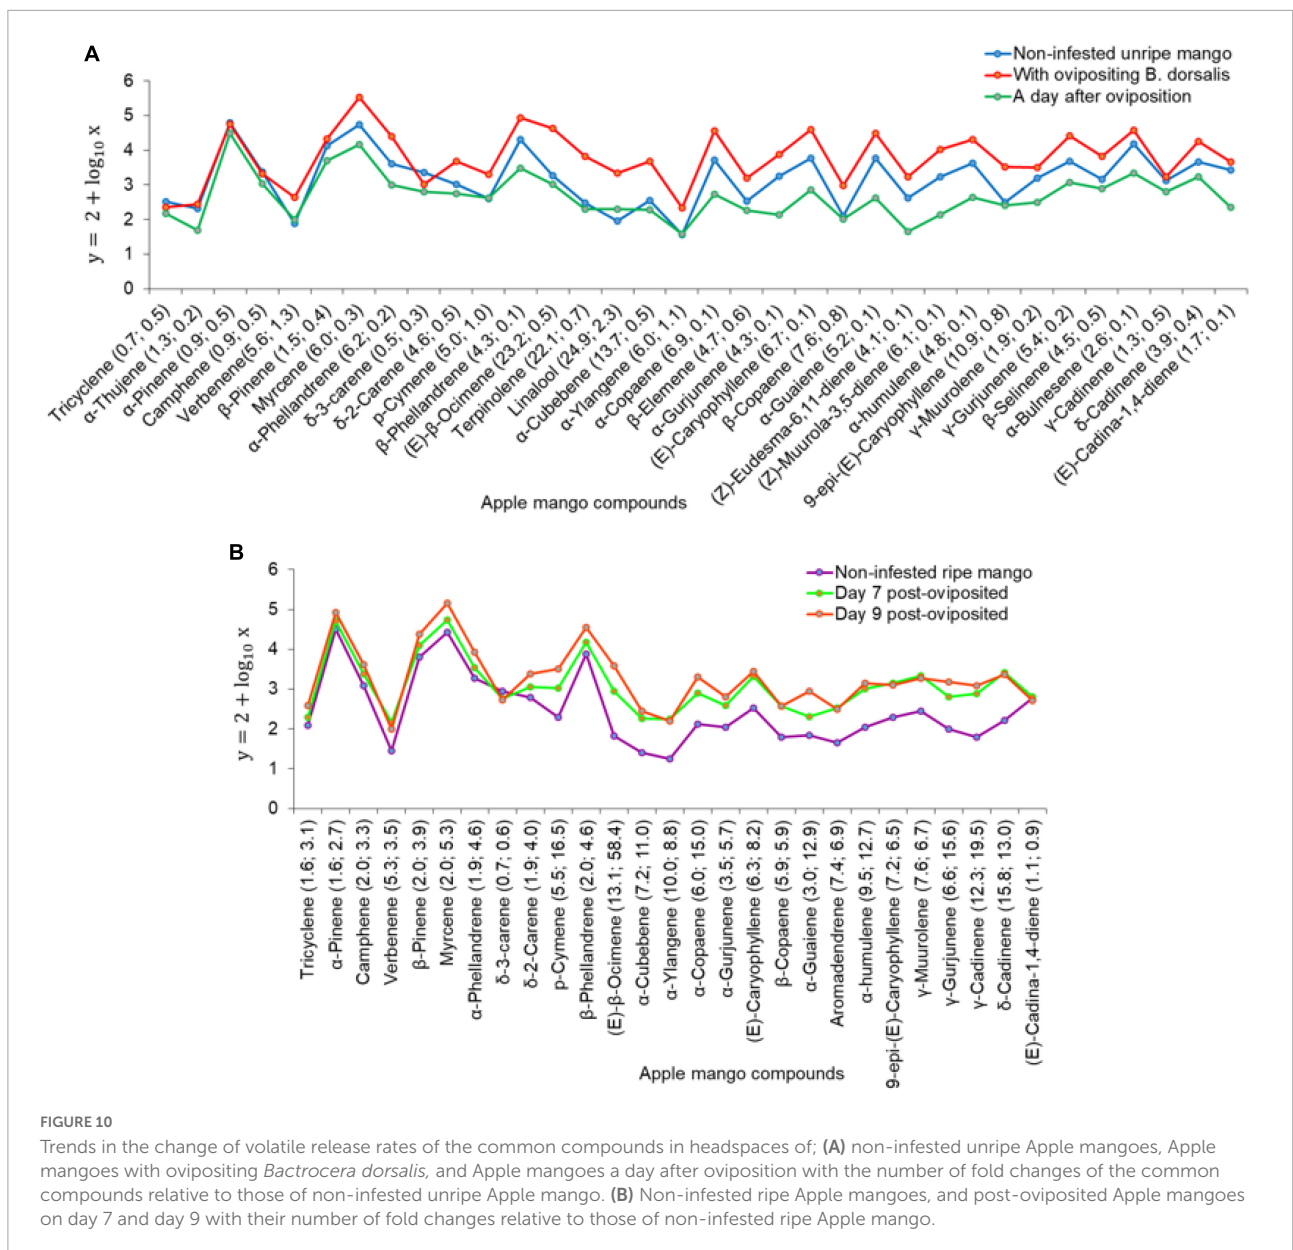 A
Non-infested unripe mango
With ovipositing B. dorsalis
A day after oviposition
y = 2 + log10 x
6
5
4
3
2
1
0
Tricyclene (0.7; 0.5)
α-Thujene (1.3; 0.2)
α-Pinene (0.9; 0.5)
Camphene (0.9; 0.5)
Verbenene (5.6; 1.3)
β-Pinene (1.5; 0.4)
Myrcene (6.0; 0.3)
α-Phellandrene (6.2; 0.2)
δ-3-carene (0.5; 0.3)
δ-2-Carene (4.6; 0.5)
p-Cymene (5.0; 1.0)
β-Phellandrene (4.3; 0.1)
(E)-β-Ocimene (23.2; 0.5)
Terpinolene (22.1; 0.7)
Linalool (24.9; 2.3)
α-Cubebene (13.7; 0.5)
α-Ylangene (6.0; 1.1)
α-Copaene (6.9; 0.1)
β-Elemene (4.7; 0.6)
α-Gurjunene (4.3; 0.1)
(E)-Caryophyllene (6.7; 0.1)
β-Copaene (7.6; 0.8)
α-Guaiene (5.2; 0.1)
(Z)-Eudesma-6,11-diene (4.1; 0.1)
(Z)-Muurola-3,5-diene (6.1; 0.1)
α-humulene (4.8; 0.1)
9-epi-(E)-Caryophyllene (10.9; 0.8)
γ-Muurolene (1.9; 0.2)
γ-Gurjunene (5.4; 0.2)
β-Selinene (4.5; 0.5)
α-Bulnesene (2.6; 0.1)
γ-Cadinene (1.3; 0.5)
δ-Cadinene (3.9; 0.4)
(E)-Cadina-1,4-diene (1.7; 0.1)
Apple mango compounds
B
Non-infested ripe mango
Day 7 post-oviposited
Day 9 post-oviposited
y = 2 + log10 x
6
5
4
3
2
1
0
Tricyclene (1.6; 3.1)
α-Pinene (1.6; 2.7)
Camphene (2.0; 3.3)
Verbenene (5.3; 3.5)
β-Pinene (2.0; 3.9)
Myrcene (2.0; 5.3)
α-Phellandrene (1.9; 4.6)
δ-3-carene (0.7; 0.6)
δ-2-Carene (1.9; 4.0)
p-Cymene (5.5; 16.5)
β-Phellandrene (2.0; 4.6)
(E)-β-Ocimene (13.1; 58.4)
α-Cubebene (7.2; 11.0)
α-Ylangene (10.0; 8.8)
α-Copaene (6.0; 15.0)
α-Gurjunene (3.5; 5.7)
(E)-Caryophyllene (6.3; 8.2)
β-Copaene (5.9; 5.9)
α-Guaiene (3.0; 12.9)
Aromadendrene (7.4; 6.9)
α-humulene (9.5; 12.7)
9-epi-(E)-Caryophyllene (7.2; 6.5)
γ-Muurolene (7.6; 6.7)
γ-Gurjunene (6.6; 15.6)
γ-Cadinene (12.3; 19.5)
δ-Cadinene (15.8; 13.0)
(E)-Cadina-1,4-diene (1.1; 0.9)
Apple mango compounds
FIGURE 10
Trends in the change of volatile release rates of the common compounds in headspaces of; (A) non-infested unripe Apple mangoes, Apple
mangoes with ovipositing Bactrocera dorsalis, and Apple mangoes a day after oviposition with the number of fold changes of the common
compounds relative to those of non-infested unripe Apple mango. (B) Non-infested ripe Apple mangoes, and post-oviposited Apple mangoes
on day 7 and day 9 with their number of fold changes relative to those of non-infested ripe Apple mango.